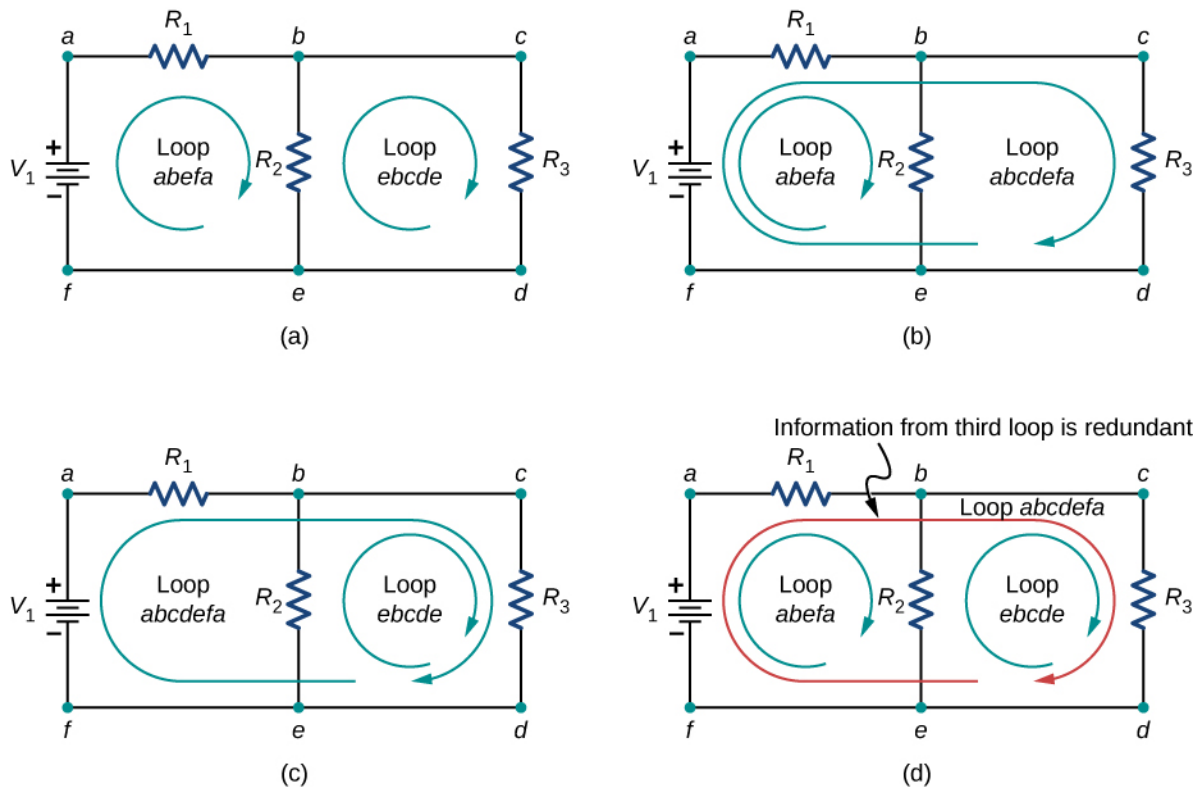 R1
a b c
+
V1
−
Loop
abefa
R2
Loop
ebcde
R3
f e d
(a)
R1
a b c
+
V1
−
Loop
abefa
R2
Loop
abcdefa
R3
f e d
(b)
R1
a b c
+
V1
−
Loop
abcdefa
R2
Loop
ebcde
R3
f e d
(c)
Information from third loop is redundant
R1
a b c
Loop abcdefa
+
V1
−
Loop
abefa
R2
Loop
ebcde
R3
f e d
(d)